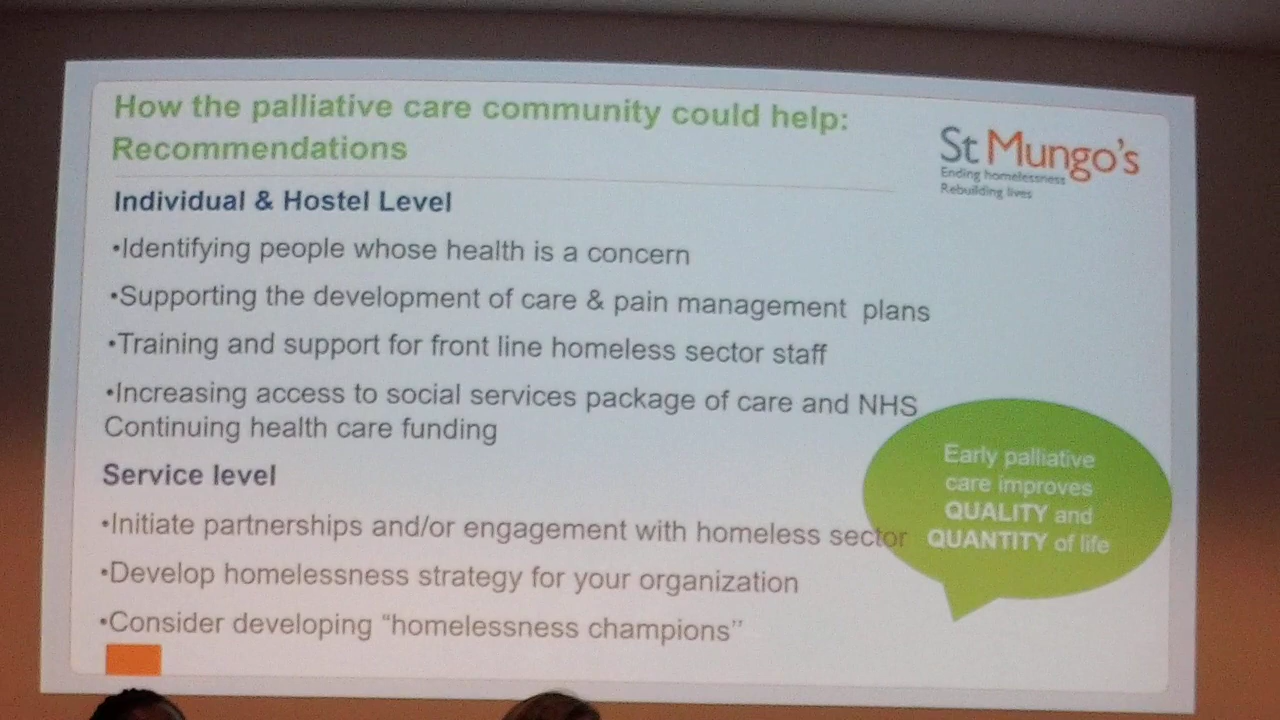 How the palliative care community could help:
Recommendations
St Mungo's
Ending homelessness
Rebuilding lives
Individual & Hostel Level
•Identifying people whose health is a concern
•Supporting the development of care & pain management plans
•Training and support for front line homeless sector staff
•Increasing access to social services package of care and NHS
Continuing health care funding
Service level
•Initiate partnerships and/or engagement with homeless sector
•Develop homelessness strategy for your organization
•Consider developing “homelessness champions”
Early palliative
care improves
QUALITY and
QUANTITY of life